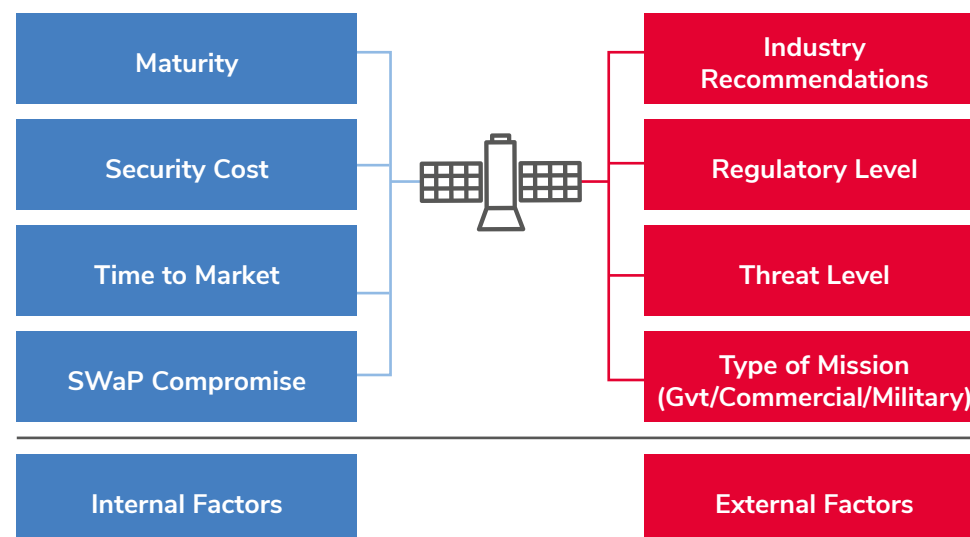 Maturity
Security Cost
Time to Market
SWaP Compromise
Industry
Recommendations
Regulatory Level
Threat Level
Type of Mission
(Gvt/Commercial/Military)
Internal Factors
External Factors